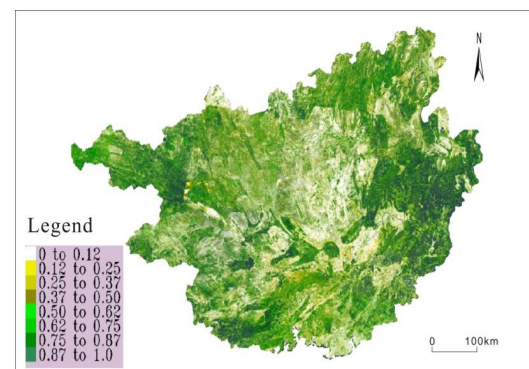 N
Legend
0 to 0.12
0.12 to 0.25
0.25 to 0.37
0.37 to 0.50
0.50 to 0.62
0.62 to 0.75
0.75 to 0.87
0.87 to 1.0
0 100km